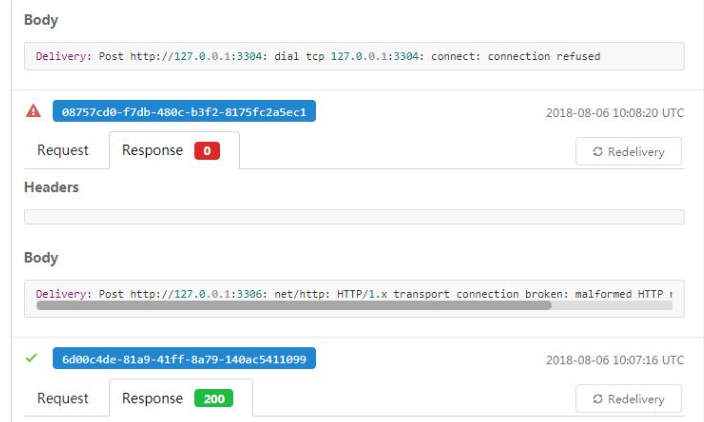 Body
Delivery: Post http://127.0.0.1:3304: dial tcp 127.0.0.1:3304: connect: connection refused
08757cd0-f7db-480c-b3f2-8175fc2a5ec1 2018-08-06 10:08:20 UTC
Request Response 0 Redelivery
Headers
Body
Delivery: Post http://127.0.0.1:3306: net/http: HTTP/1.x transport connection broken: malformed HTTP
6d00c4de-81a9-41ff-8a79-140ac5411099 2018-08-06 10:07:16 UTC
Request Response 200 Redelivery